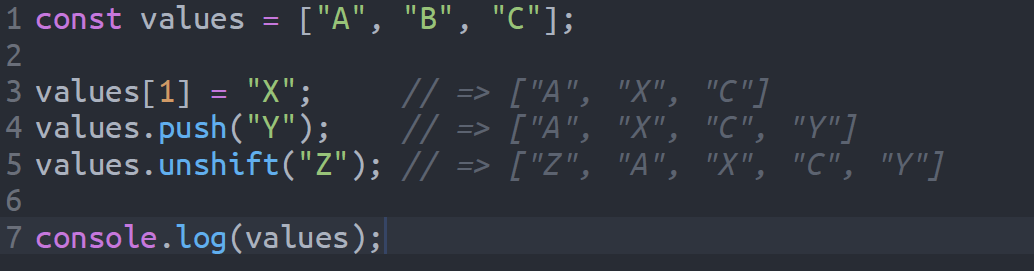 1 const values = ["A", "B", "C"];
2
3 values[1] = "X";     // => ["A", "X", "C"]
4 values.push("Y");    // => ["A", "X", "C", "Y"]
5 values.unshift("Z"); // => ["Z", "A", "X", "C", "Y"]
6
7 console.log(values);